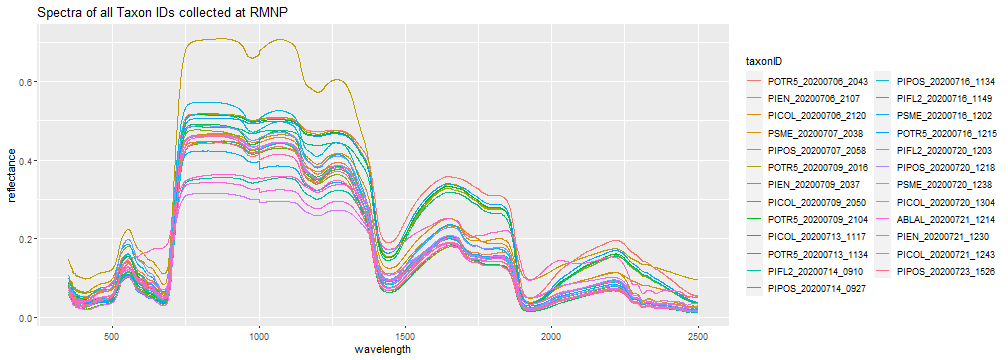 Spectra of all Taxon IDs collected at RMNP
reflectance
0.6
0.4
0.2
0.0
500
1000
1500
2000
2500
wavelength
taxonID
POTR5_20200706_2043
PIEN_20200706_2107
PICOL_20200706_2120
PSME_20200707_2038
PIPOS_20200707_2058
POTR5_20200709_2016
PIEN_20200709_2037
PICOL_20200709_2050
POTR5_20200709_2104
PICOL_20200713_1117
POTR5_20200713_1134
PIFL2_20200714_0910
PIPOS_20200714_0927
PIPOS_20200716_1134
PIFL2_20200716_1149
PSME_20200716_1202
POTR5_20200716_1215
PIFL2_20200720_1203
PIPOS_20200720_1218
PSME_20200720_1238
PICOL_20200720_1304
ABLAL_20200721_1214
PIEN_20200721_1230
PICOL_20200721_1243
PIPOS_20200723_1526